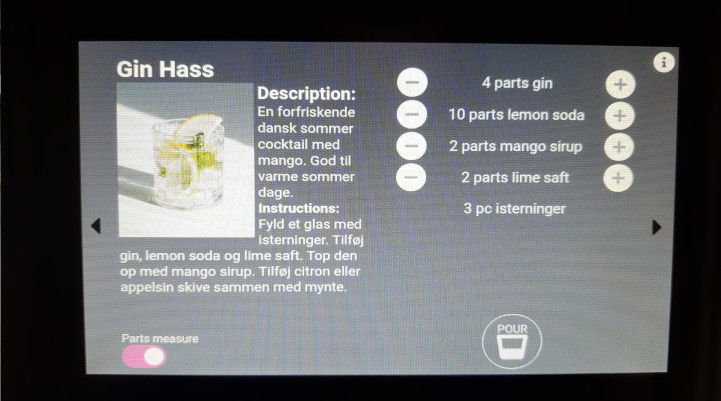 Gin Hass
Description:
En forfriskende
dansk sommer
cocktail med
mango. God til
varme sommer
dage.
Instructions:
Fyld et glas med
isterninger. Tilføj
gin, lemon soda og lime saft. Top den
op med mango sirup. Tilføj citron eller
appelsin skive sammen med mynte.
Parts measure
i
− 4 parts gin +
− 10 parts lemon soda +
− 2 parts mango sirup +
− 2 parts lime saft +
3 pc isterninger
POUR